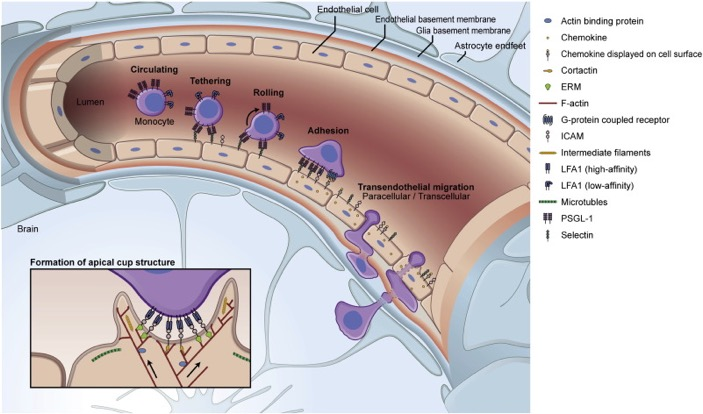 Endothelial cell
Endothelial basement membrane
Glia basement membrane
Astrocyte endfeet
Circulating
Tethering
Rolling
Adhesion
Lumen
Monocyte
Transendothelial migration
Paracellular / Transcellular
Brain
Formation of apical cup structure
Actin binding protein
Chemokine
Chemokine displayed on cell surface
Cortactin
ERM
F-actin
G-protein coupled receptor
ICAM
Intermediate filaments
LFA1 (high-affinity)
LFA1 (low-affinity)
Microtubles
PSGL-1
Selectin